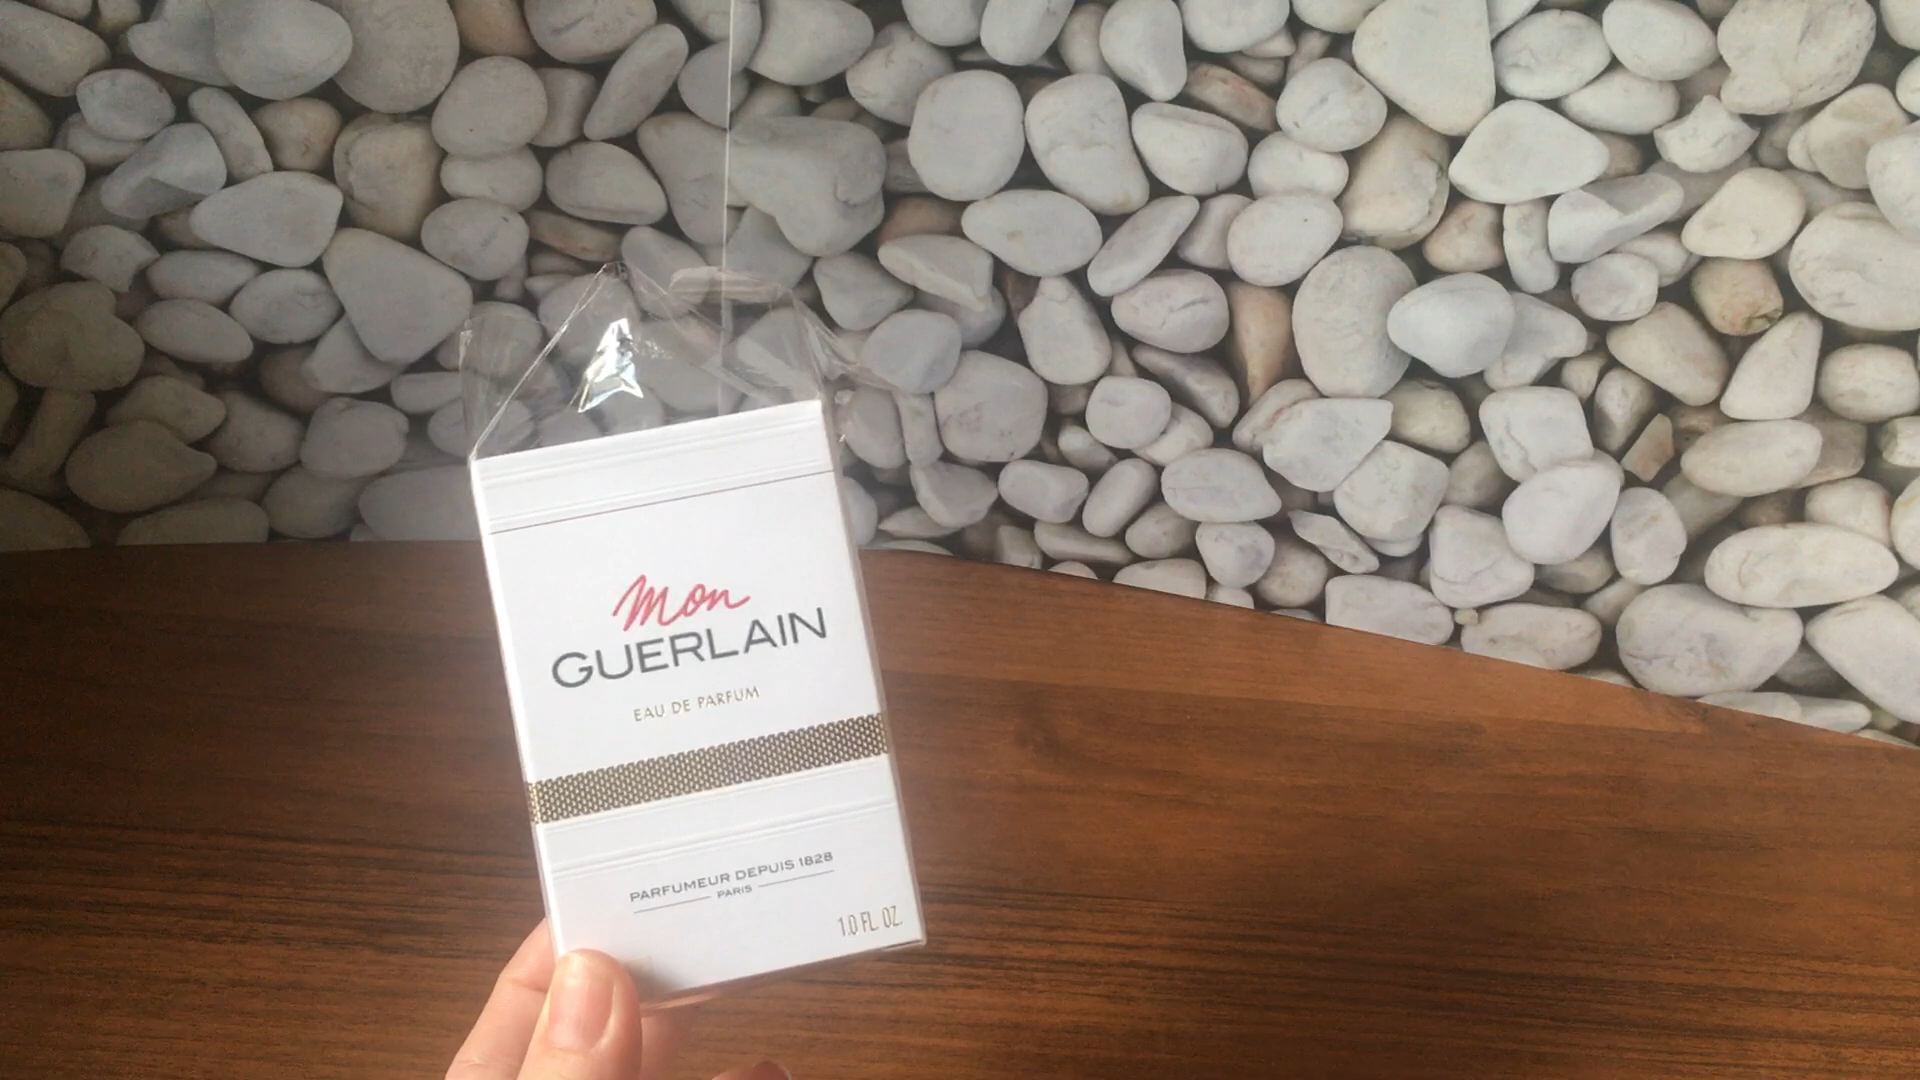 Mon
GUERLAIN
EAU DE PARFUM
PARFUMEUR DEPUIS 1828
PARIS
1.0 FL. OZ.